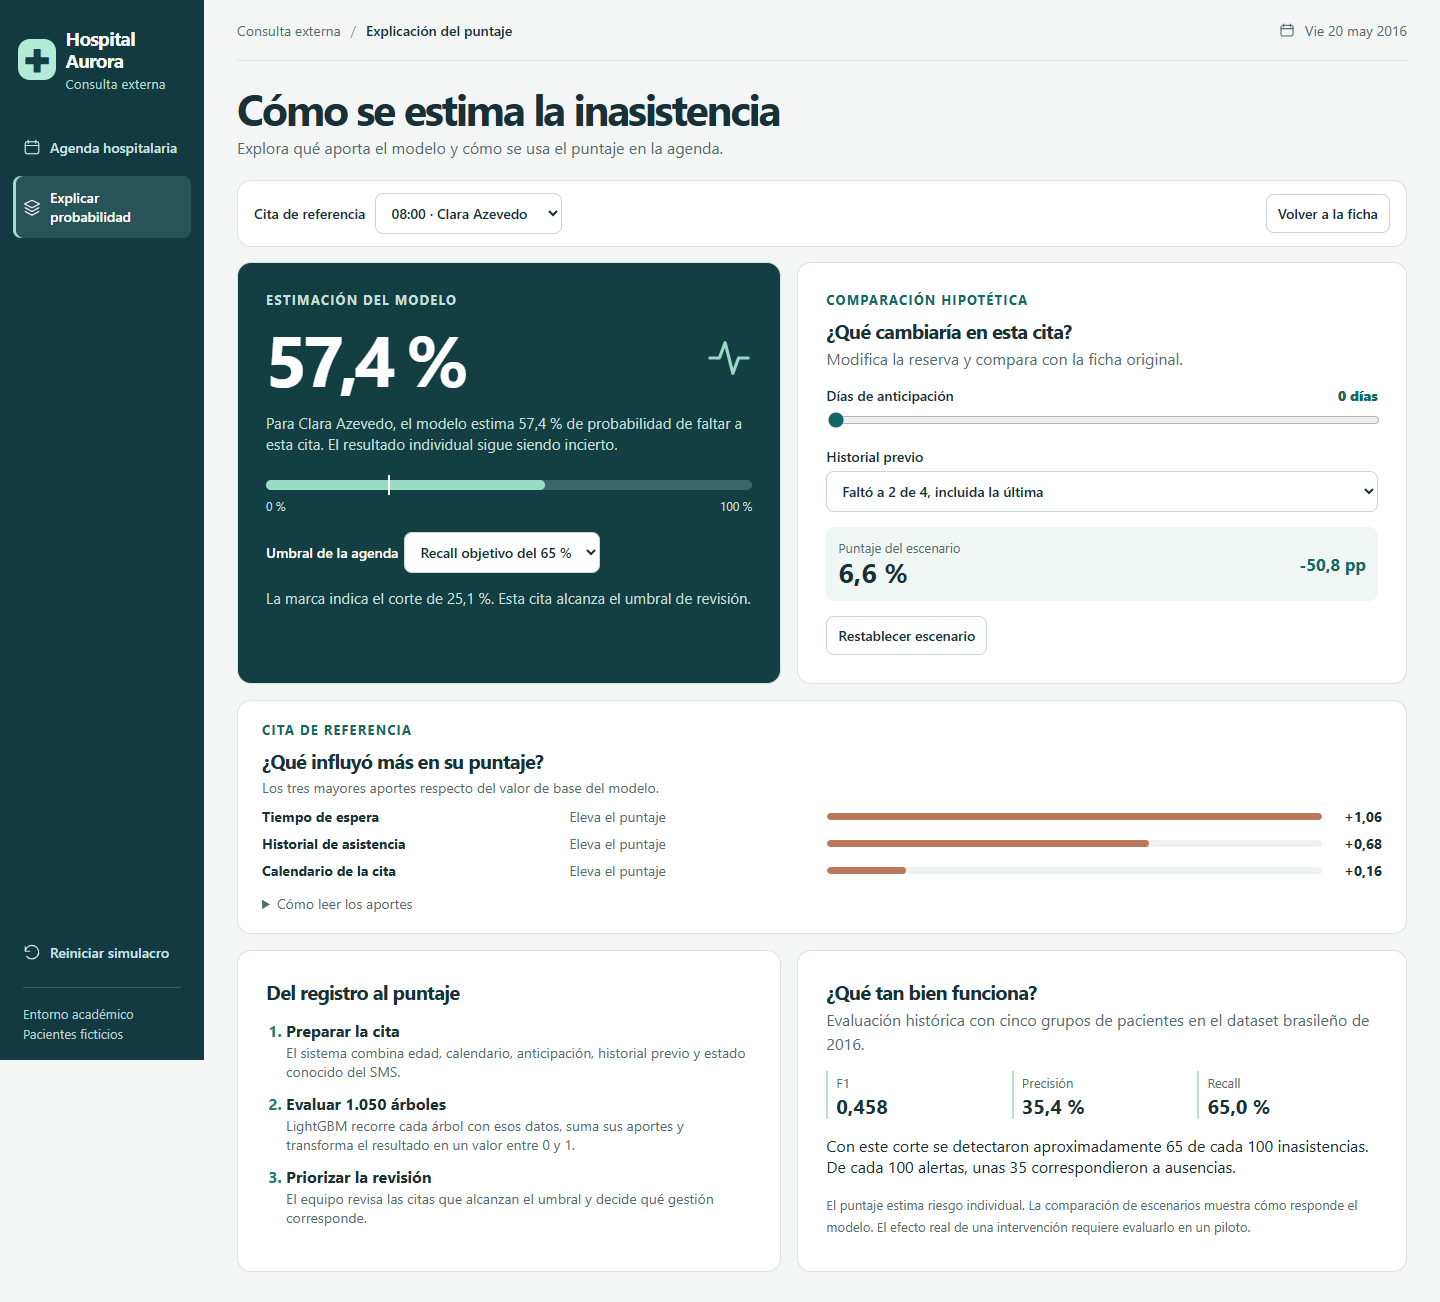 Hospital
Aurora
Consulta externa
Agenda hospitalaria
Explicar
probabilidad
Reiniciar simulacro
Entorno académico
Pacientes ficticios
Consulta externa / Explicación del puntaje
Vie 20 may 2016
Cómo se estima la inasistencia
Explora qué aporta el modelo y cómo se usa el puntaje en la agenda.
Cita de referencia
08:00 · Clara Azevedo
Volver a la ficha
ESTIMACIÓN DEL MODELO
57,4 %
Para Clara Azevedo, el modelo estima 57,4 % de probabilidad de faltar a
esta cita. El resultado individual sigue siendo incierto.
0 %
100 %
Umbral de la agenda
Recall objetivo del 65 %
La marca indica el corte de 25,1 %. Esta cita alcanza el umbral de revisión.
COMPARACIÓN HIPOTÉTICA
¿Qué cambiaría en esta cita?
Modifica la reserva y compara con la ficha original.
Días de anticipación
0 días
Historial previo
Faltó a 2 de 4, incluida la última
Puntaje del escenario
6,6 %
-50,8 pp
Restablecer escenario
CITA DE REFERENCIA
¿Qué influyó más en su puntaje?
Los tres mayores aportes respecto del valor de base del modelo.
Tiempo de espera Eleva el puntaje +1,06
Historial de asistencia Eleva el puntaje +0,68
Calendario de la cita Eleva el puntaje +0,16
Cómo leer los aportes
Del registro al puntaje
1. Preparar la cita
El sistema combina edad, calendario, anticipación, historial previo y estado
conocido del SMS.
2. Evaluar 1.050 árboles
LightGBM recorre cada árbol con esos datos, suma sus aportes y
transforma el resultado en un valor entre 0 y 1.
3. Priorizar la revisión
El equipo revisa las citas que alcanzan el umbral y decide qué gestión
corresponde.
¿Qué tan bien funciona?
Evaluación histórica con cinco grupos de pacientes en el dataset brasileño de
2016.
F1 Precisión Recall
0,458 35,4 % 65,0 %
Con este corte se detectaron aproximadamente 65 de cada 100 inasistencias.
De cada 100 alertas, unas 35 correspondieron a ausencias.
El puntaje estima riesgo individual. La comparación de escenarios muestra cómo responde el
modelo. El efecto real de una intervención requiere evaluarlo en un piloto.